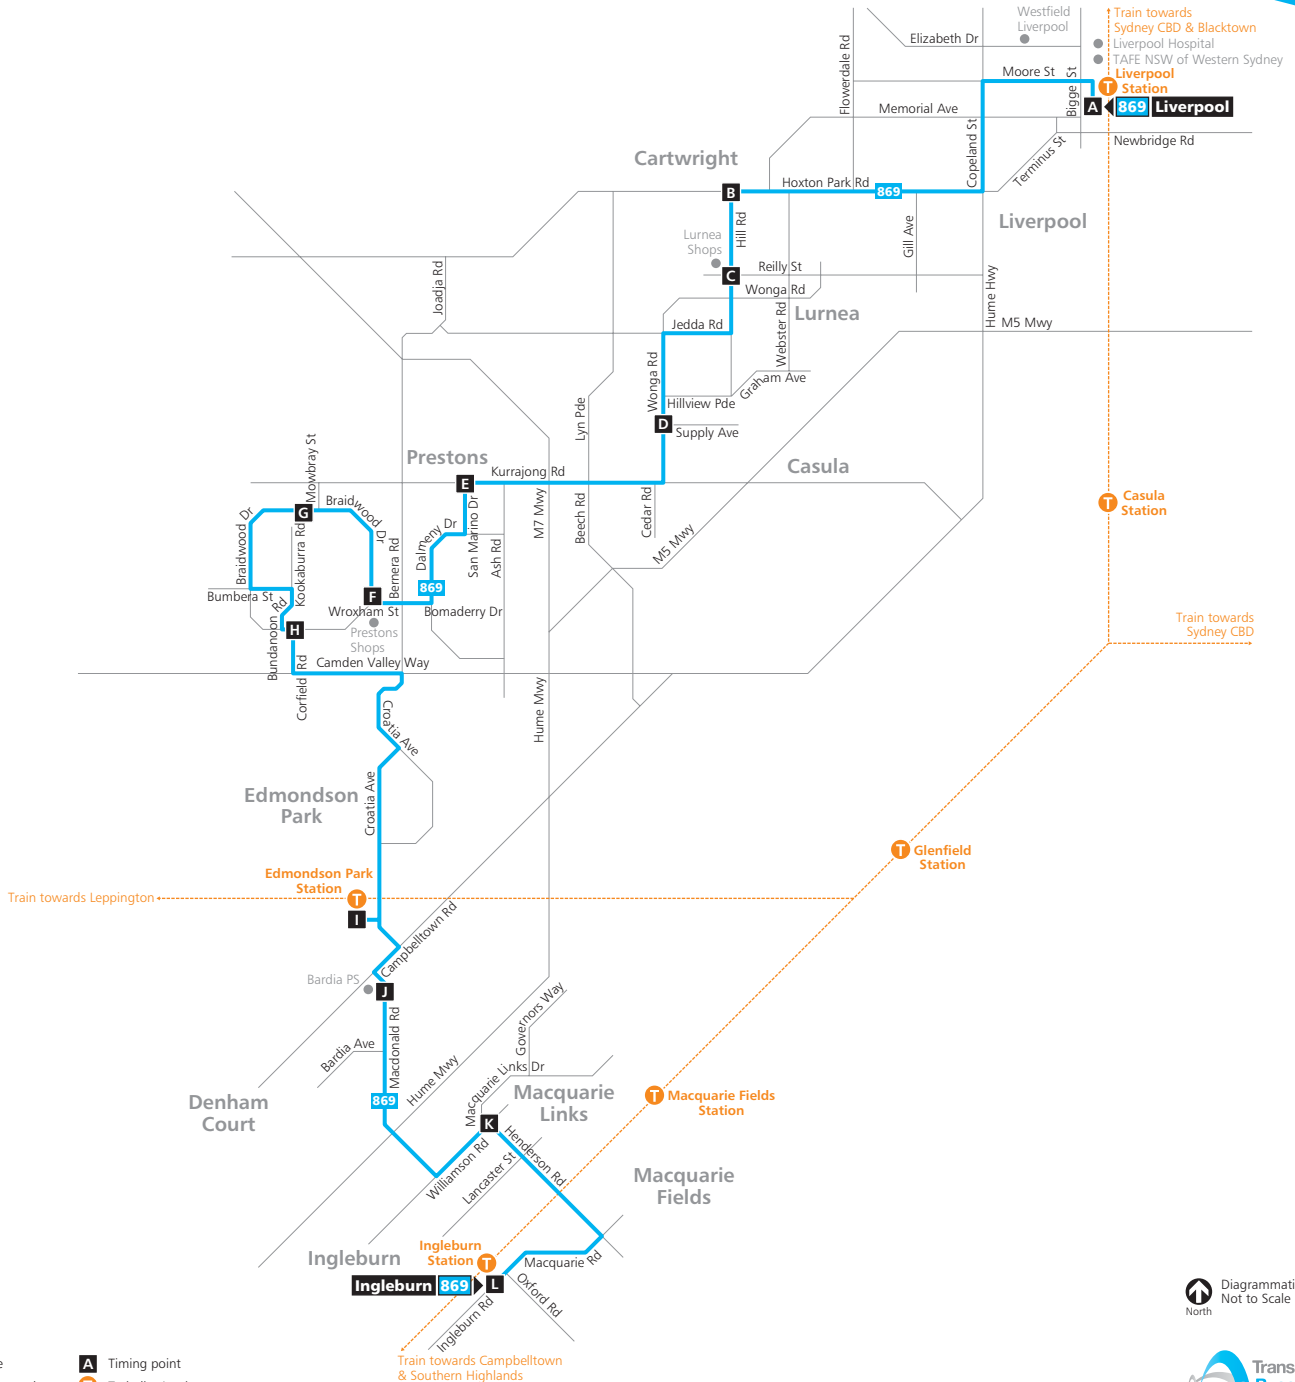 Westfield
Liverpool
Train towards
Sydney CBD & Blacktown
Elizabeth Dr
Liverpool Hospital
TAFE NSW of Western Sydney
Flowerdale Rd
Moore St
Bigge St
T
Liverpool
Station
A
869
Liverpool
Memorial Ave
Copeland St
Terminus St
Newbridge Rd
Cartwright
B
Hoxton Park Rd
869
Liverpool
Hill Rd
Gill Ave
Lurnea
Shops
C
Reilly St
Joadja Rd
Wonga Rd
Webster Rd
Lurnea
Hume Hwy
M5 Mwy
Jedda Rd
Wonga Rd
Graham Ave
Hillview Pde
Lyn Pde
D
Supply Ave
Prestons
Casula
Mowbray St
Kurrajong Rd
E
Braidwood Dr
G
Braidwood Dr
Kookaburra Rd
Bernera Rd
Dalmeny Dr
San Marino Dr
Ash Rd
M7 Mwy
Beech Rd
Cedar Rd
M5 Mwy
T
Casula
Station
869
Bumbera St
F
Wroxham St
Bomaderry Dr
Prestons
Shops
Bundanoon Rd
H
Train towards
Sydney CBD
Camden Valley Way
Corfield Rd
Hume Mwy
Croatia Ave
Croatia Ave
Edmondson
Park
T
Glenfield
Station
Edmondson Park
Station
T
Train towards Leppington
I
Campbelltown Rd
Bardia PS
J
Governors Way
Macdonald Rd
Bardia Ave
Hume Mwy
Macquarie Links Dr
869
Denham
Court
Macquarie
Links
T
Macquarie Fields
Station
K
Henderson Rd
Williamson Rd
Lancaster St
Macquarie
Fields
Ingleburn
Ingleburn
Station
T
Macquarie Rd
Ingleburn
869
L
Oxford Rd
Ingleburn Rd
Diagrammati
Not to Scale
North
Train towards Campbelltown
& Southern Highlands
A
Timing point
Trans